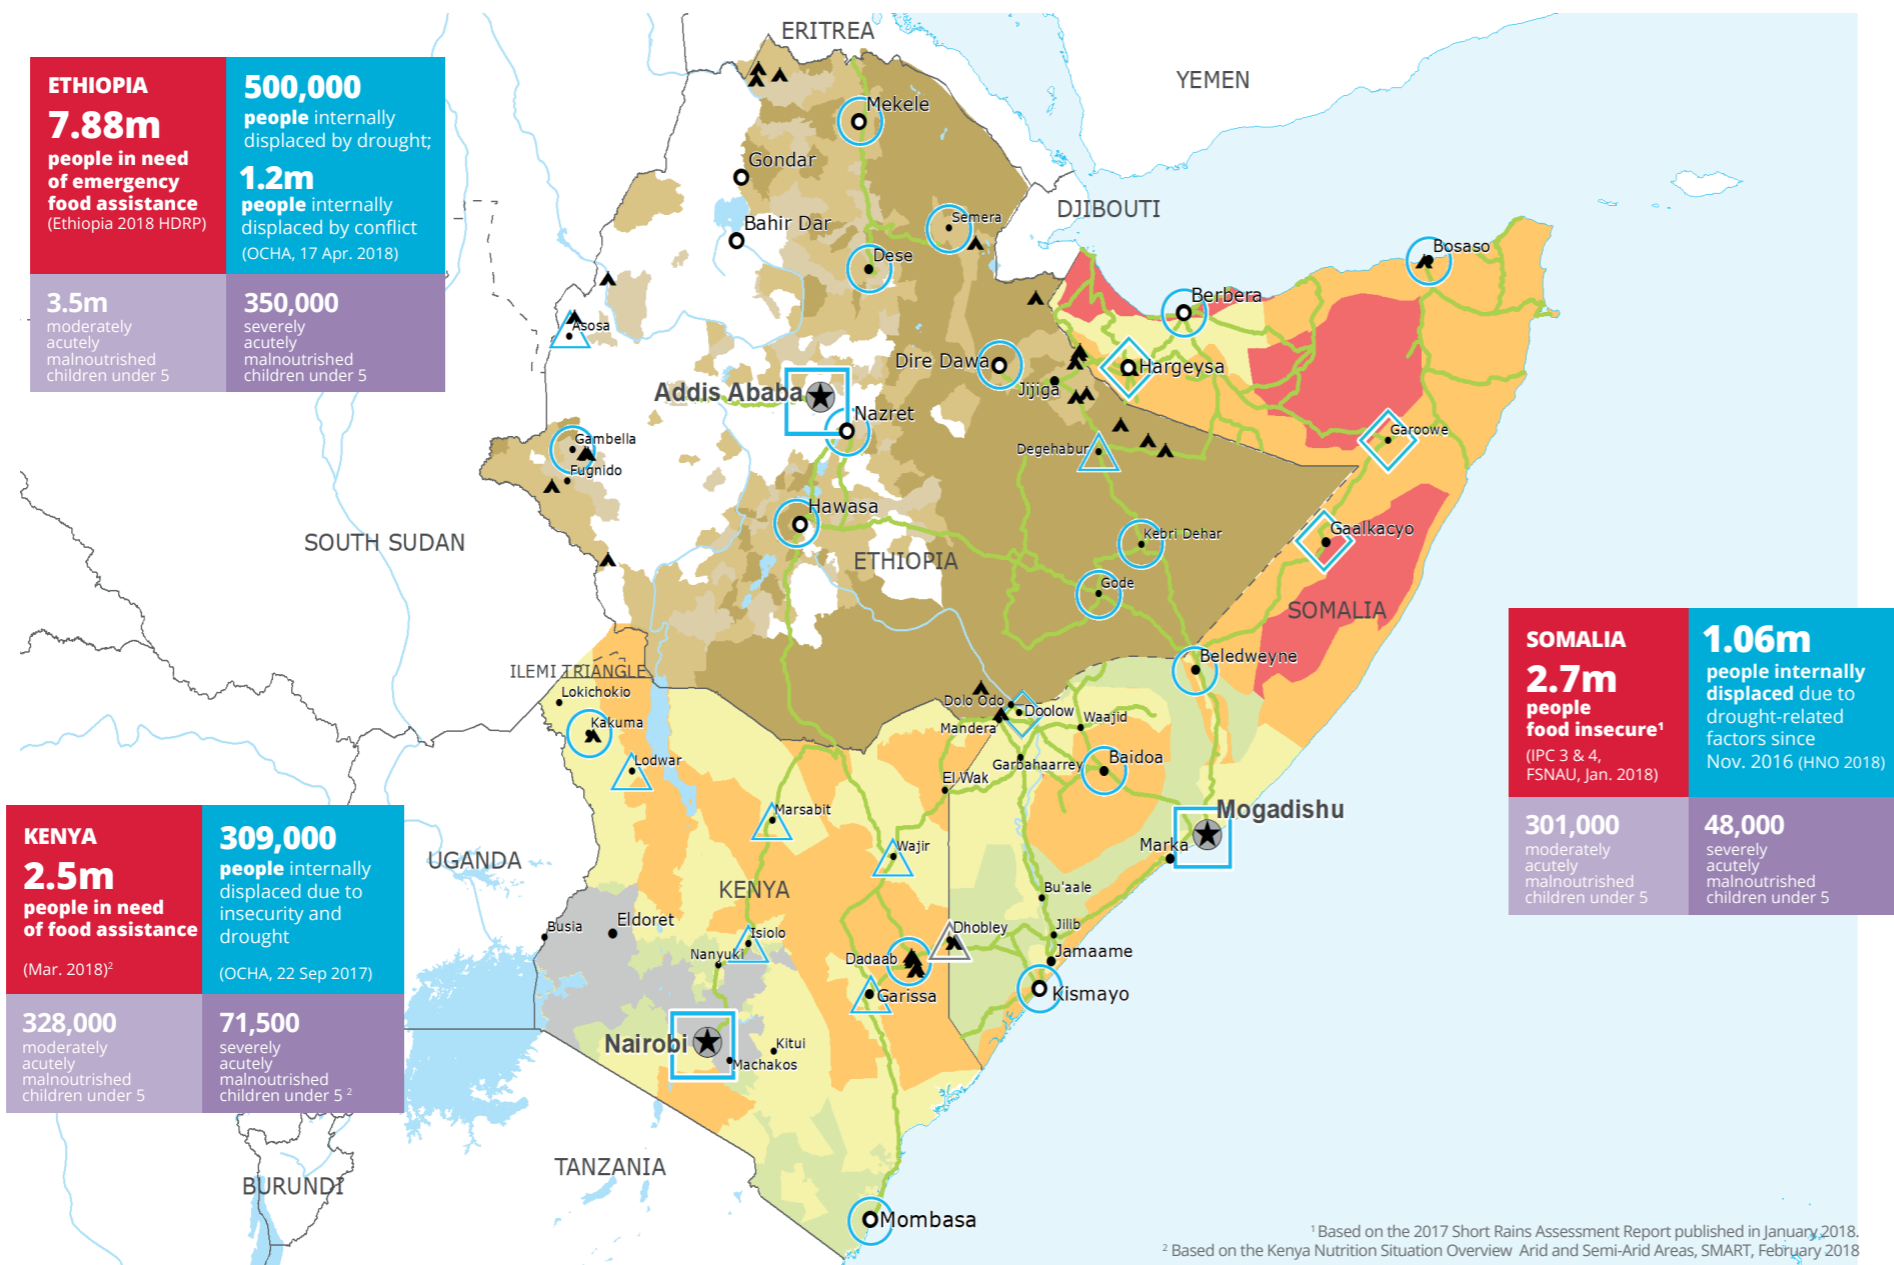 ERITREA
YEMEN
ETHIOPIA
7.88m
people in need
of emergency
food assistance
(Ethiopia 2018 HDRP)
500,000
people internally
displaced by drought;
1.2m
people internally
displaced by conflict
(OCHA, 17 Apr. 2018)
3.5m
moderately
acutely
malnoutrished
children under 5
350,000
severely
acutely
malnoutrished
children under 5
Mekele
Gondar
Bahir Dar
Semera
Dese
DJIBOUTI
Bosaso
Berbera
Asosa
Dire Dawa
Hargeysa
Jijiga
Addis Ababa
Nazret
Garoowe
Gambella
Degehabur
Fugnido
Hawasa
Gaalkacyo
Kebri Dehar
SOUTH SUDAN
ETHIOPIA
Gode
SOMALIA
Beledweyne
ILEMI TRIANGLE
Lokichokio
Dolo Odo
Doolow
Kakuma
Mandera
Waajid
Lodwar
Garbahaarrey
Baidoa
El Wak
Marsabit
Mogadishu
Wajir
Marka
UGANDA
KENYA
Bu'aale
Busia
Eldoret
Isiolo
Dhobley
Jilib
Nanyuki
Dadaab
Jamaame
Garissa
Kismayo
Nairobi
Kitui
Machakos
TANZANIA
BURUNDI
Mombasa
SOMALIA
2.7m
people
food insecure¹
(IPC 3 & 4,
FSNAU, Jan. 2018)
1.06m
people internally
displaced due to
drought-related
factors since
Nov. 2016 (HNO 2018)
301,000
moderately
acutely
malnoutrished
children under 5
48,000
severely
acutely
malnoutrished
children under 5
KENYA
2.5m
people in need
of food assistance
(Mar. 2018)²
309,000
people internally
displaced due to
insecurity and
drought
(OCHA, 22 Sep 2017)
328,000
moderately
acutely
malnoutrished
children under 5
71,500
severely
acutely
malnoutrished
children under 5 ²
¹ Based on the 2017 Short Rains Assessment Report published in January 2018.
² Based on the Kenya Nutrition Situation Overview Arid and Semi-Arid Areas, SMART, February 2018